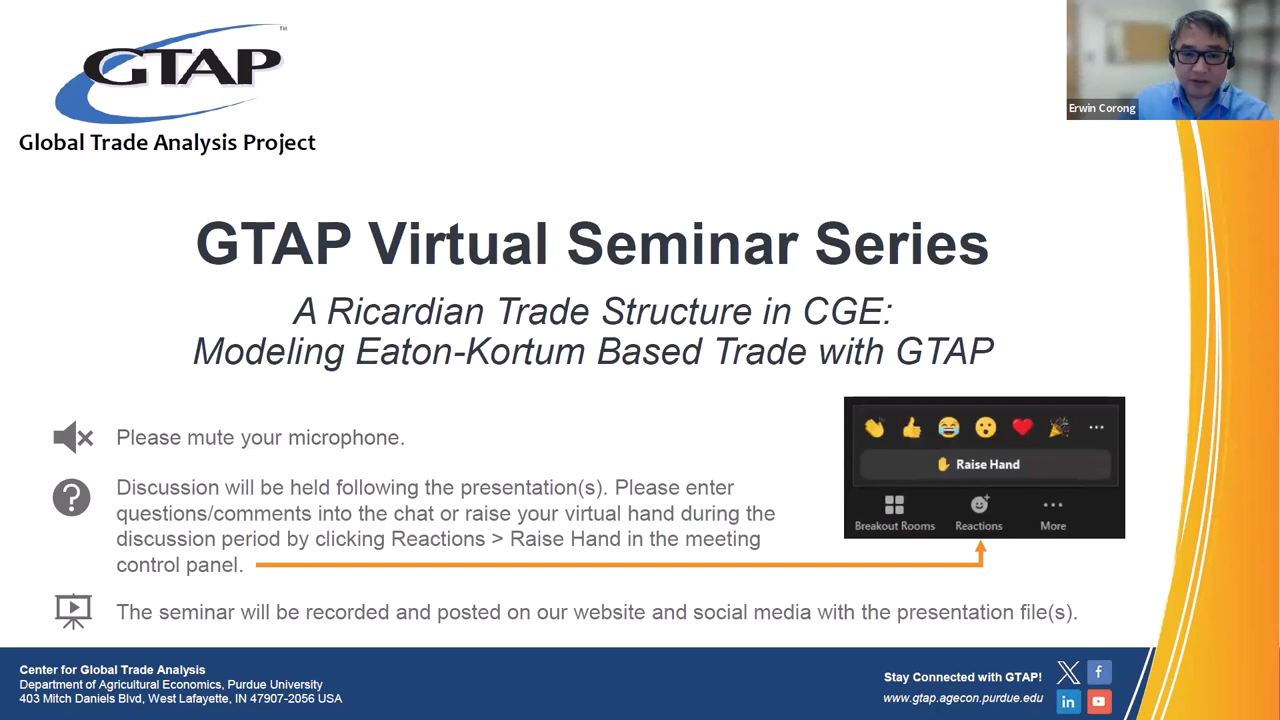 GTAP
TM
Global Trade Analysis Project
Erwin Corong
GTAP Virtual Seminar Series
A Ricardian Trade Structure in CGE:
Modeling Eaton-Kortum Based Trade with GTAP
Please mute your microphone.
Discussion will be held following the presentation(s). Please enter
questions/comments into the chat or raise your virtual hand during the
discussion period by clicking Reactions > Raise Hand in the meeting
control panel.
Raise Hand
Breakout Rooms Reactions More
The seminar will be recorded and posted on our website and social media with the presentation file(s).
Center for Global Trade Analysis
Department of Agricultural Economics, Purdue University
403 Mitch Daniels Blvd, West Lafayette, IN 47907-2056 USA
Stay Connected with GTAP!
www.gtap.agecon.purdue.edu